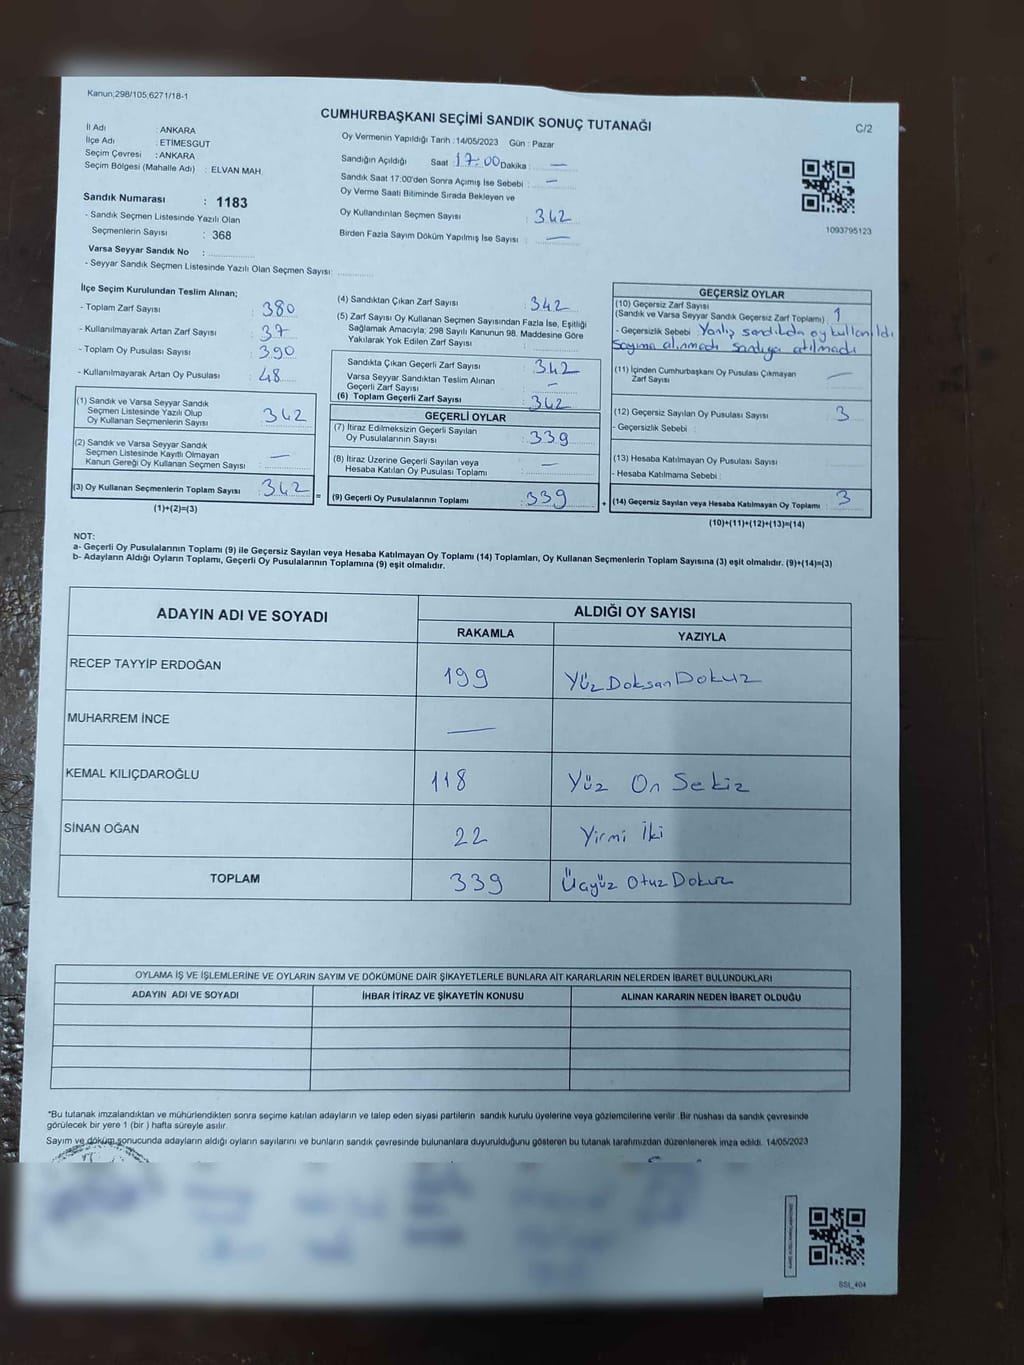 Kanun;298/105;6271/18-1
CUMHURBAŞKANI SEÇİMİ SANDIK SONUÇ TUTANAĞI
C/2
İl Adı : ANKARA
İlçe Adı : ETİMESGUT
Seçim Çevresi : ANKARA
Seçim Bölgesi (Mahalle Adı) : ELVAN MAH.
Sandık Numarası : 1183
- Sandık Seçmen Listesinde Yazılı Olan
Seçmenlerin Sayısı : 368
Varsa Seyyar Sandık No :
- Seyyar Sandık Seçmen Listesinde Yazılı Olan Seçmen Sayısı:
Oy Vermenin Yapıldığı Tarih : 14/05/2023 Gün : Pazar
Sandığın Açıldığı Saat 17:00 Dakika : —
Sandık Saat 17:00'den Sonra Açımış İse Sebebi : —
Oy Verme Saati Bitiminde Sırada Bekleyen ve
Oy Kullandırılan Seçmen Sayısı : 342
Birden Fazla Sayım Döküm Yapılmış İse Sayısı : —
1093795123
İlçe Seçim Kurulundan Teslim Alınan;
- Toplam Zarf Sayısı : 380
- Kullanılmayarak Artan Zarf Sayısı : 37
- Toplam Oy Pusulası Sayısı : 390
- Kullanılmayarak Artan Oy Pusulası : 48
(1) Sandık ve Varsa Seyyar Sandık
Seçmen Listesinde Yazılı Olup
Oy Kullanan Seçmenlerin Sayısı : 342
(2) Sandık ve Varsa Seyyar Sandık
Seçmen Listesinde Kayıtlı Olmayan
Kanun Gereği Oy Kullanan Seçmen Sayısı : —
(3) Oy Kullanan Seçmenlerin Toplam Sayısı : 342
(1)+(2)=(3)
=
(4) Sandıktan Çıkan Zarf Sayısı : 342
(5) Zarf Sayısı Oy Kullanan Seçmen Sayısından Fazla İse, Eşitliği
Sağlamak Amacıyla; 298 Sayılı Kanunun 98. Maddesine Göre
Yakılarak Yok Edilen Zarf Sayısı :
Sandıkta Çıkan Geçerli Zarf Sayısı : 342
Varsa Seyyar Sandıktan Teslim Alınan
Geçerli Zarf Sayısı : —
(6) Toplam Geçerli Zarf Sayısı : 342
GEÇERLİ OYLAR
(7) İtiraz Edilmeksizin Geçerli Sayılan
Oy Pusulalarının Sayısı : 339
(8) İtiraz Üzerine Geçerli Sayılan veya
Hesaba Katılan Oy Pusulası Toplamı : —
(9) Geçerli Oy Pusulalarının Toplamı : 339
+
GEÇERSİZ OYLAR
(10) Geçersiz Zarf Sayısı
(Sandık ve Varsa Seyyar Sandık Geçersiz Zarf Toplamı) : 1
- Geçersizlik Sebebi : Yanlış sandıkda oy kullanıldı
sayıma alınmadı sandığa atılmadı
(11) İçinden Cumhurbaşkanı Oy Pusulası Çıkmayan
Zarf Sayısı : —
(12) Geçersiz Sayılan Oy Pusulası Sayısı : 3
- Geçersizlik Sebebi :
(13) Hesaba Katılmayan Oy Pusulası Sayısı :
- Hesaba Katılmama Sebebi :
(14) Geçersiz Sayılan veya Hesaba Katılmayan Oy Toplamı : 3
(10)+(11)+(12)+(13)=(14)
NOT:
a- Geçerli Oy Pusulalarının Toplamı (9) ile Geçersiz Sayılan veya Hesaba Katılmayan Oy Toplamı (14) Toplamları, Oy Kullanan Seçmenlerin Toplam Sayısına (3) eşit olmalıdır. (9)+(14)=(3)
b- Adayların Aldığı Oyların Toplamı, Geçerli Oy Pusulalarının Toplamına (9) eşit olmalıdır.
ADAYIN ADI VE SOYADI ALDIĞI OY SAYISI
RAKAMLA YAZIYLA
RECEP TAYYİP ERDOĞAN 199 Yüz Doksan Dokuz
MUHARREM İNCE —
KEMAL KILIÇDAROĞLU 118 Yüz On Sekiz
SİNAN OĞAN 22 Yirmi İki
TOPLAM 339 Üçyüz Otuz Dokuz
OYLAMA İŞ VE İŞLEMLERİNE VE OYLARIN SAYIM VE DÖKÜMÜNE DAİR ŞİKAYETLERLE BUNLARA AİT KARARLARIN NELERDEN İBARET BULUNDUKLARI
ADAYIN ADI VE SOYADI İHBAR İTİRAZ VE ŞİKAYETİN KONUSU ALINAN KARARIN NEDEN İBARET OLDUĞU
*Bu tutanak imzalandıktan ve mühürlendikten sonra seçime katılan adayların ve talep eden siyasi partilerin sandık kurulu üyelerine veya gözlemcilerine verilir. Bir nüshası da sandık çevresinde
görülecek bir yere 1 (bir ) hafta süreyle asılır.
Sayım ve döküm sonucunda adayların aldığı oyların sayılarını ve bunların sandık çevresinde bulunanlara duyurulduğunu gösteren bu tutanak tarafımızdan düzenlenerek imza edildi. 14/05/2023
SSL_404